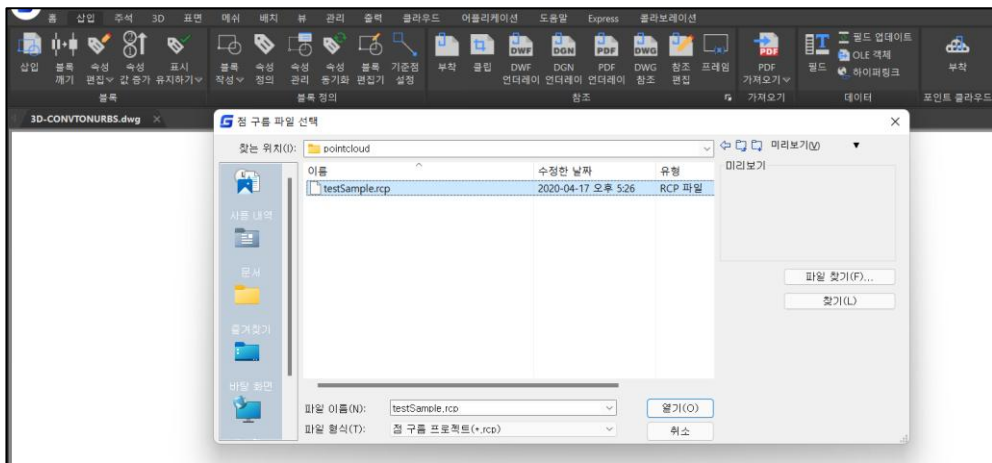 홈 삽입 주석 3D 표면 메쉬 배치 뷰 관리 출력 클라우드 어플리케이션 도움말 Express 콜라보레이션
삽입 블록 깨기 속성 편집 속성 값 증가 표시 유지하기 블록 작성 속성 정의 속성 관리 속성 동기화 블록 편집기 기준점 설정 부착 클립 DWF 언더레이 DGN 언더레이 PDF 언더레이 DWG 참조 참조 편집 프레임 PDF 가져오기 필드 필드 업데이트 OLE 객체 하이퍼링크 부착
블록 블록 정의 참조 가져오기 데이터 포인트 클라우드
3D-CONVTONURBS.dwg
점 구름 파일 선택
찾는 위치(I): pointcloud 미리보기(V)
이름 수정한 날짜 유형 미리보기
testSample.rcp 2020-04-17 오후 5:26 RCP 파일
사용 내역
문서
즐겨찾기
바탕 화면
파일 찾기(F)...
찾기(L)
파일 이름(N): testSample.rcp 열기(O)
파일 형식(T): 점 구름 프로젝트(*.rcp) 취소